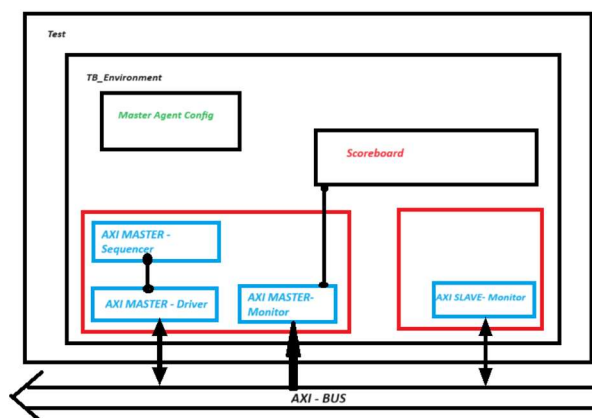 Test
TB_Environment
Master Agent Config
Scoreboard
AXI MASTER -
Sequencer
AXI MASTER - Driver
AXI MASTER-
Monitor
AXI SLAVE- Monitor
AXI - BUS